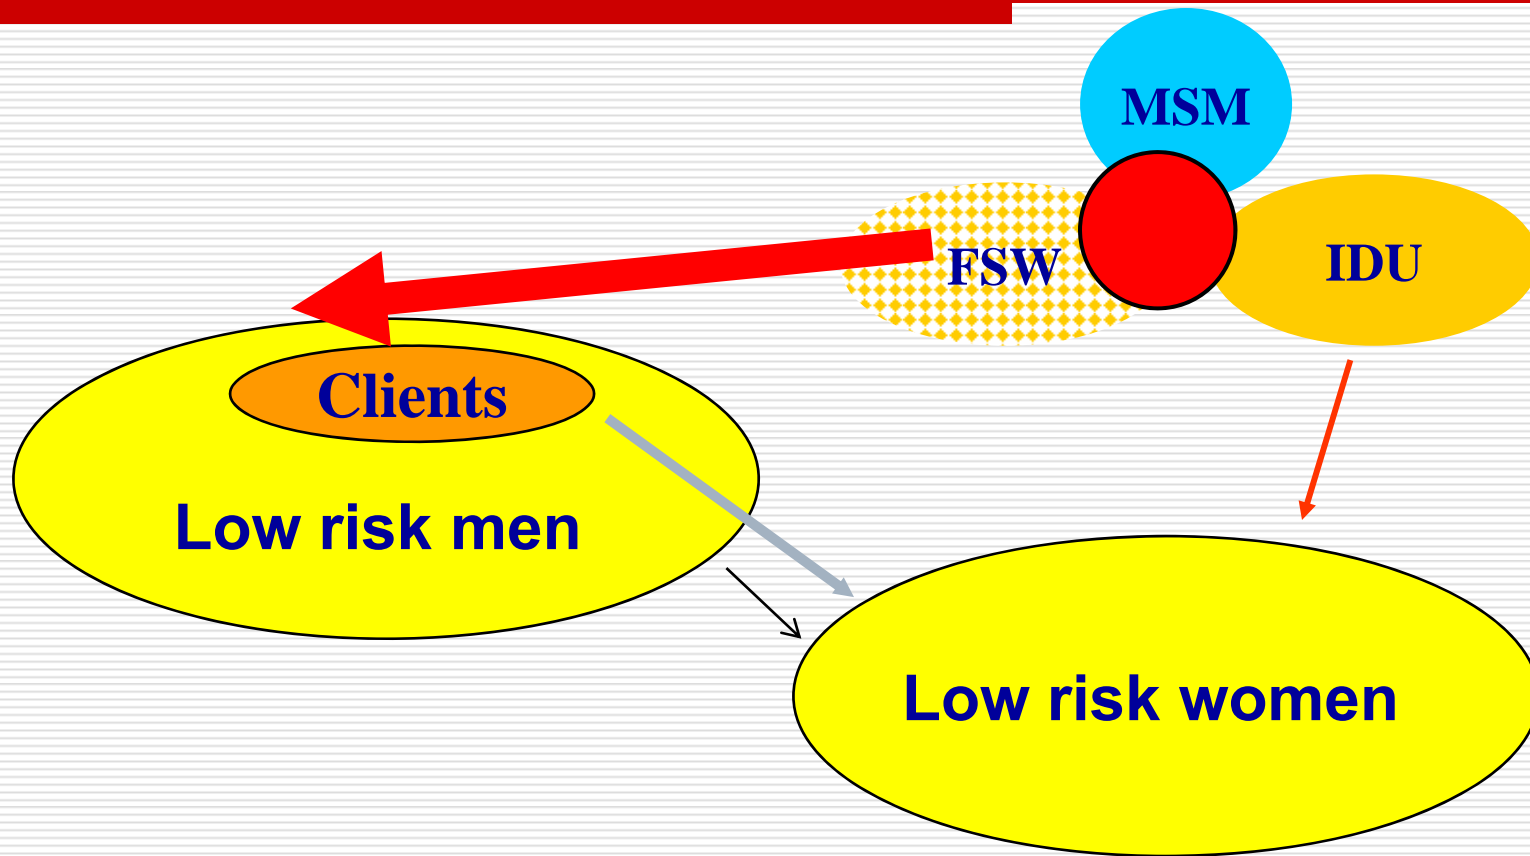 MSM
FSW
IDU
Clients
Low risk men
Low risk women